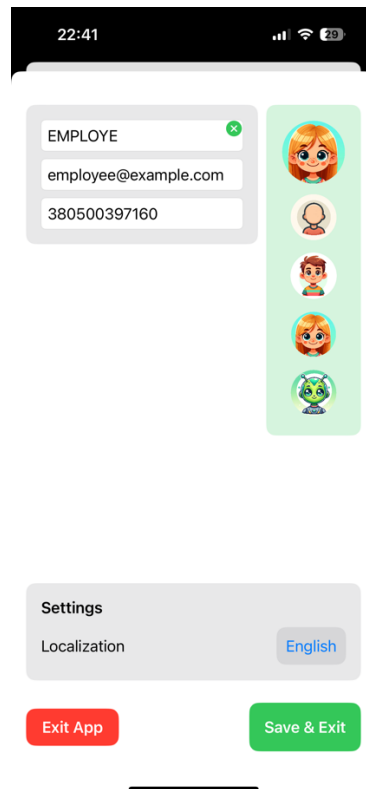 22:41
29
EMPLOYE
employee@example.com
380500397160
Settings
Localization
English
Exit App
Save & Exit